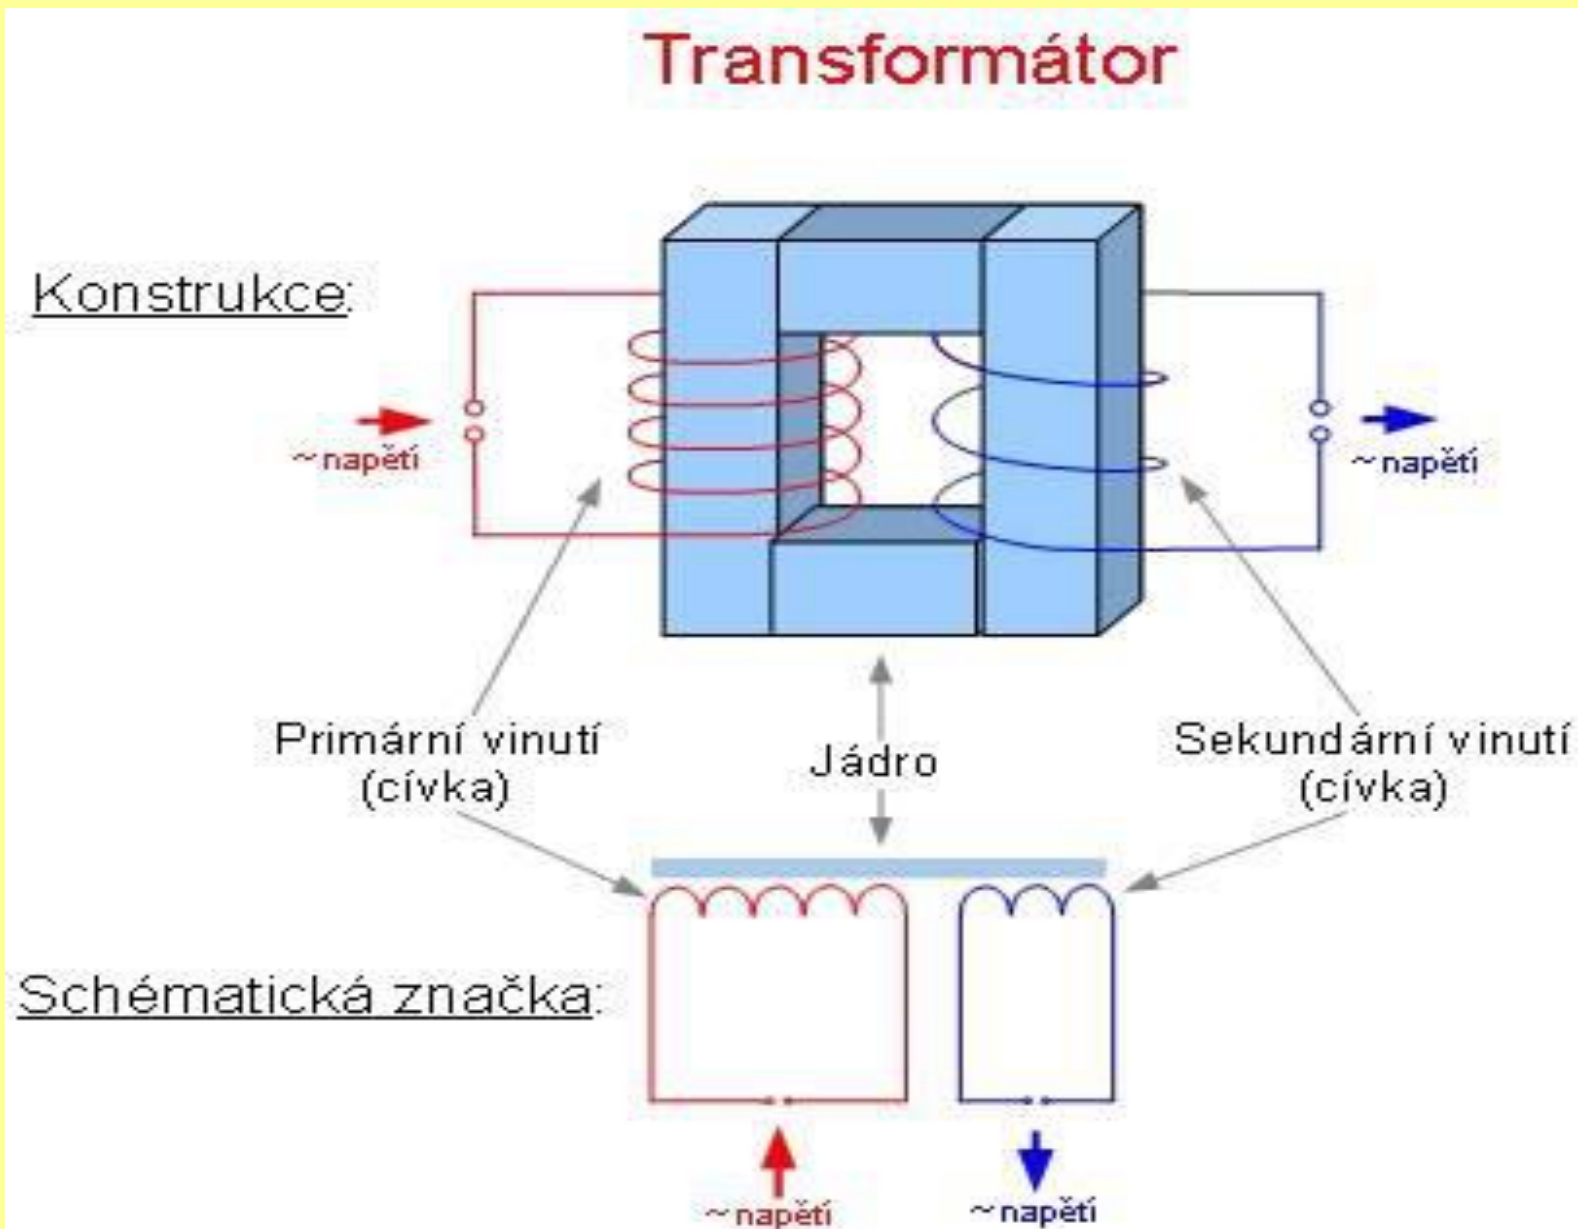 Transformátor
Konstrukce:
~napětí
~napětí
Primární vinutí
(cívka)
Jádro
Sekundární vinutí
(cívka)
Schématická značka:
~napětí
~napětí